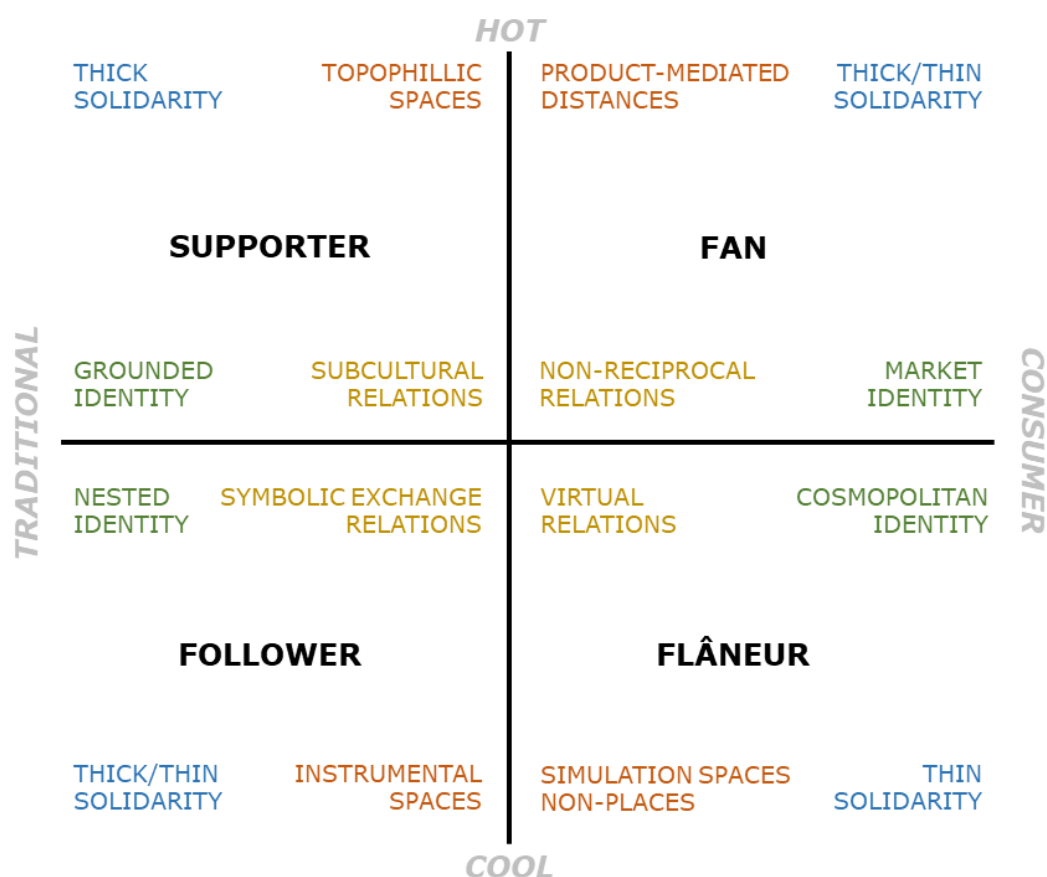 HOT
THICK
SOLIDARITY
TOPOPHILLIC
SPACES
PRODUCT-MEDIATED
DISTANCES
THICK/THIN
SOLIDARITY
SUPPORTER
FAN
TRADITIONAL
CONSUMER
GROUNDED
IDENTITY
SUBCULTURAL
RELATIONS
NON-RECIPROCAL
RELATIONS
MARKET
IDENTITY
NESTED
IDENTITY
SYMBOLIC EXCHANGE
RELATIONS
VIRTUAL
RELATIONS
COSMOPOLITAN
IDENTITY
FOLLOWER
FLÂNEUR
THICK/THIN
SOLIDARITY
INSTRUMENTAL
SPACES
SIMULATION SPACES
NON-PLACES
THIN
SOLIDARITY
COOL